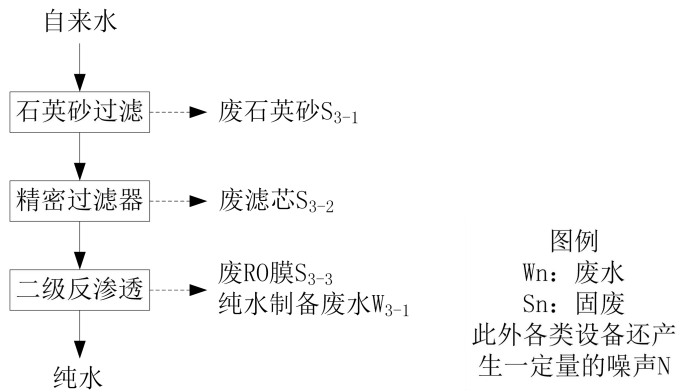 自来水
石英砂过滤
废石英砂S3-1
精密过滤器
废滤芯S3-2
二级反渗透
废RO膜S3-3
纯水制备废水W3-1
纯水
图例
Wn：废水
Sn：固废
此外各类设备还产
生一定量的噪声N